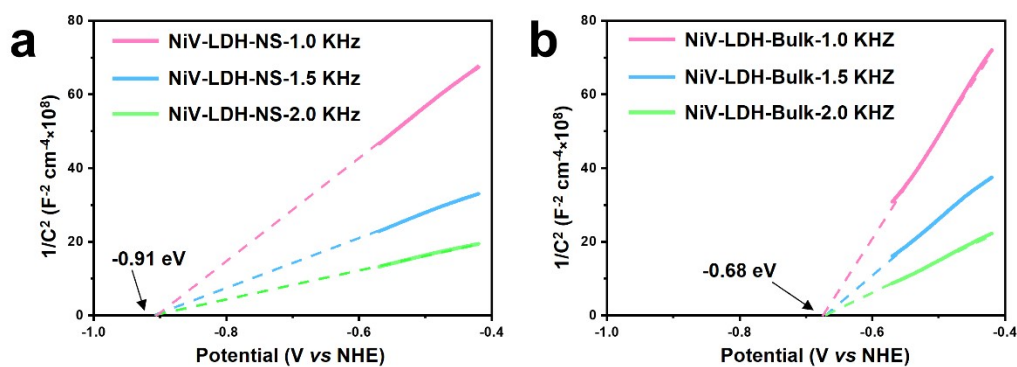 a
NiV-LDH-NS-1.0 KHz
NiV-LDH-NS-1.5 KHz
NiV-LDH-NS-2.0 KHz
1/C² (F⁻² cm⁻⁴×10⁸)
80
60
40
20
0
-0.91 eV
-1.0 -0.8 -0.6 -0.4
Potential (V vs NHE)
b
NiV-LDH-Bulk-1.0 KHZ
NiV-LDH-Bulk-1.5 KHZ
NiV-LDH-Bulk-2.0 KHZ
1/C² (F⁻² cm⁻⁴×10⁸)
80
60
40
20
0
-0.68 eV
-1.0 -0.8 -0.6 -0.4
Potential (V vs NHE)